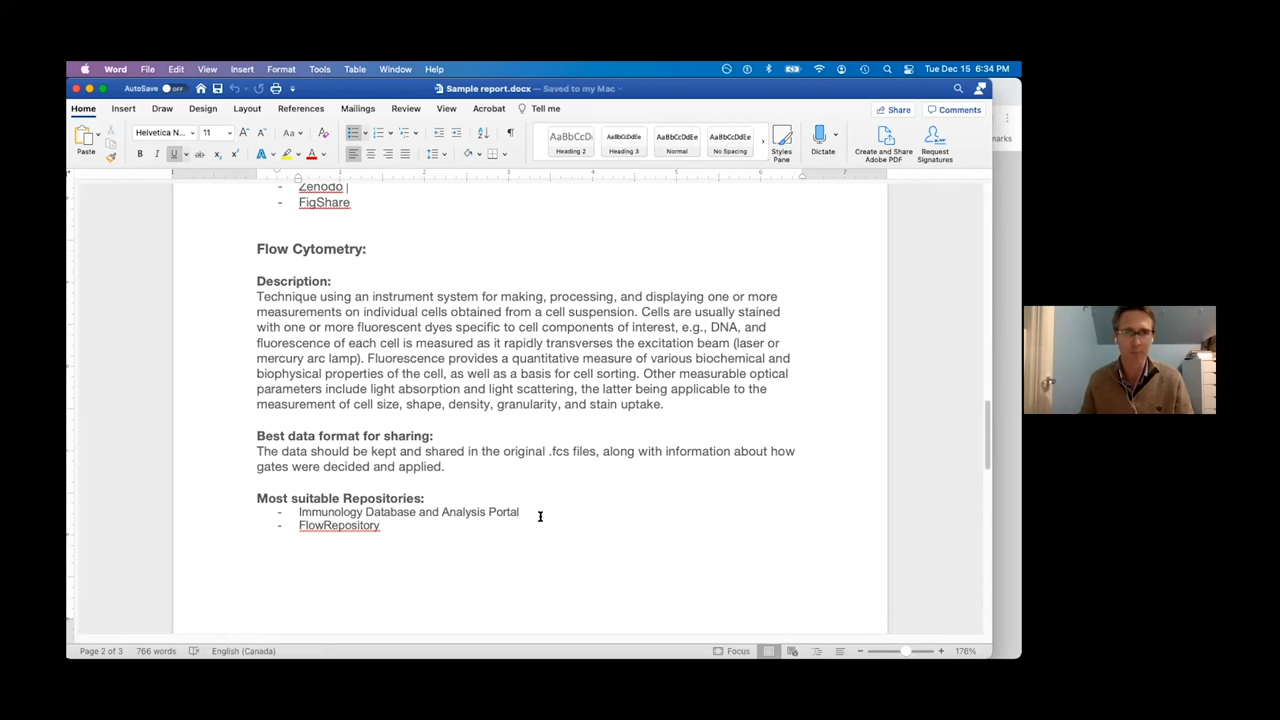 Word File Edit View Insert Format Tools Table Window Help Tue Dec 15 6:34 PM
AutoSave OFF Sample report.docx — Saved to my Mac
Home Insert Draw Design Layout References Mailings Review View Acrobat Tell me Share Comments
Helvetica N... 11 AaBbCcD AaBbCcDdEe AaBbCcDdEe AaBbCcDdEe
Paste Heading 2 Heading 3 Normal No Spacing Styles Pane Dictate Create and Share Adobe PDF Request Signatures
1 2 3 4 5 6 7
- Zenodo
- FigShare
Flow Cytometry:
Description:
Technique using an instrument system for making, processing, and displaying one or more
measurements on individual cells obtained from a cell suspension. Cells are usually stained
with one or more fluorescent dyes specific to cell components of interest, e.g., DNA, and
fluorescence of each cell is measured as it rapidly transverses the excitation beam (laser or
mercury arc lamp). Fluorescence provides a quantitative measure of various biochemical and
biophysical properties of the cell, as well as a basis for cell sorting. Other measurable optical
parameters include light absorption and light scattering, the latter being applicable to the
measurement of cell size, shape, density, granularity, and stain uptake.
Best data format for sharing:
The data should be kept and shared in the original .fcs files, along with information about how
gates were decided and applied.
Most suitable Repositories:
- Immunology Database and Analysis Portal
- FlowRepository
Page 2 of 3 766 words English (Canada) Focus 176%